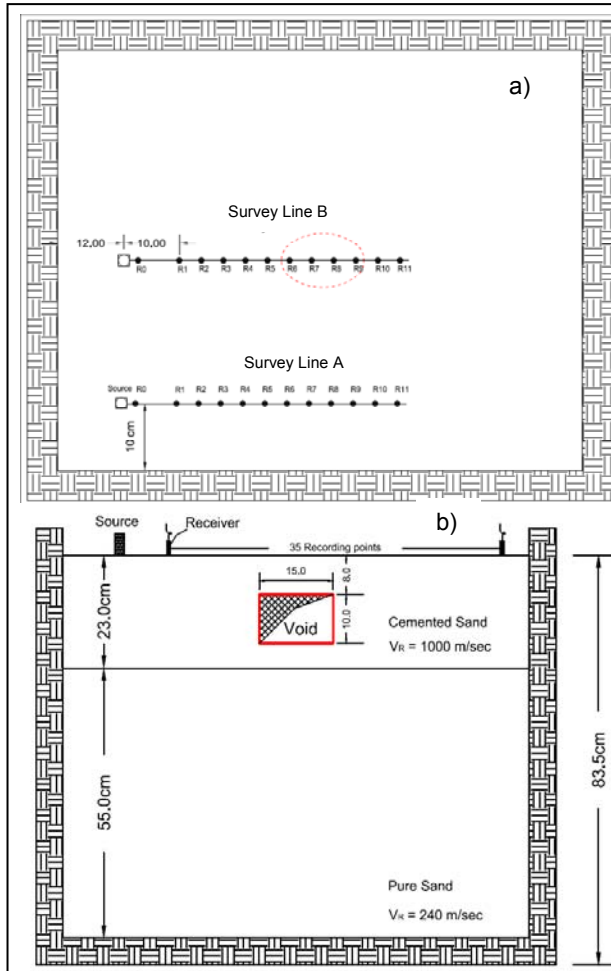 a)
Survey Line B
12.00 10.00
R0 R1 R2 R3 R4 R5 R6 R7 R8 R9 R10 R11
Survey Line A
Source R0 R1 R2 R3 R4 R5 R6 R7 R8 R9 R10 R11
10 cm
b)
Source
Receiver
35 Recording points
15.0
8.0
10.0
Void
23.0cm
Cemented Sand
VR = 1000 m/sec
55.0cm
83.5cm
Pure Sand
VR = 240 m/sec